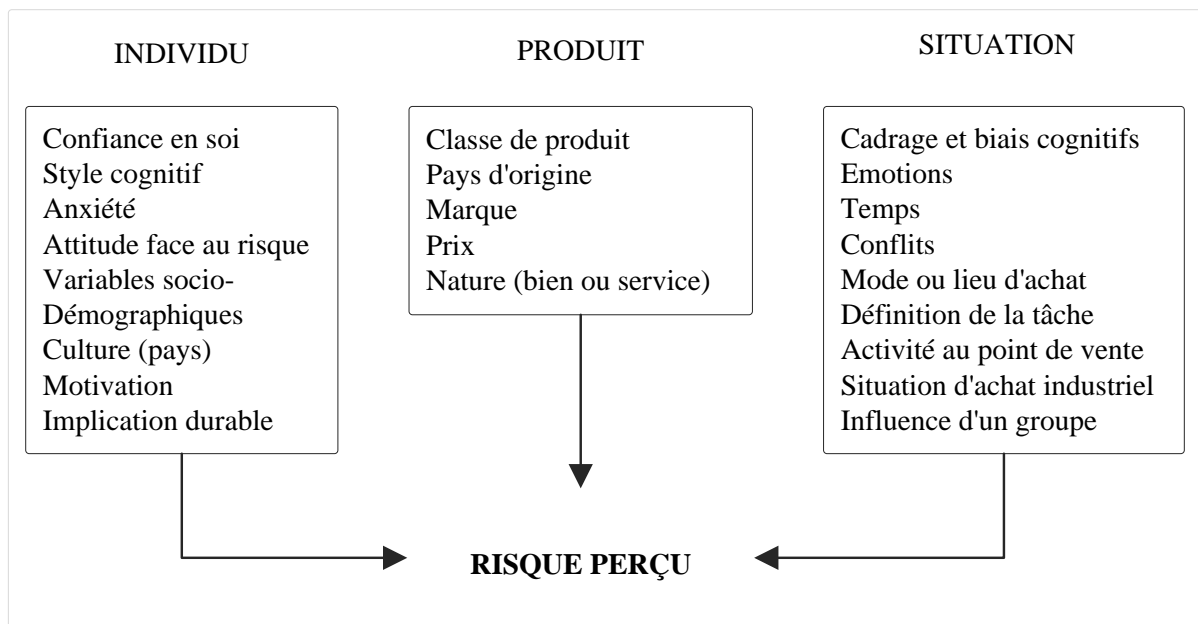 INDIVIDU
PRODUIT
SITUATION
Confiance en soi
Style cognitif
Anxiété
Attitude face au risque
Variables socio-
Démographiques
Culture (pays)
Motivation
Implication durable
Classe de produit
Pays d'origine
Marque
Prix
Nature (bien ou service)
Cadrage et biais cognitifs
Emotions
Temps
Conflits
Mode ou lieu d'achat
Définition de la tâche
Activité au point de vente
Situation d'achat industriel
Influence d'un groupe
RISQUE PERÇU